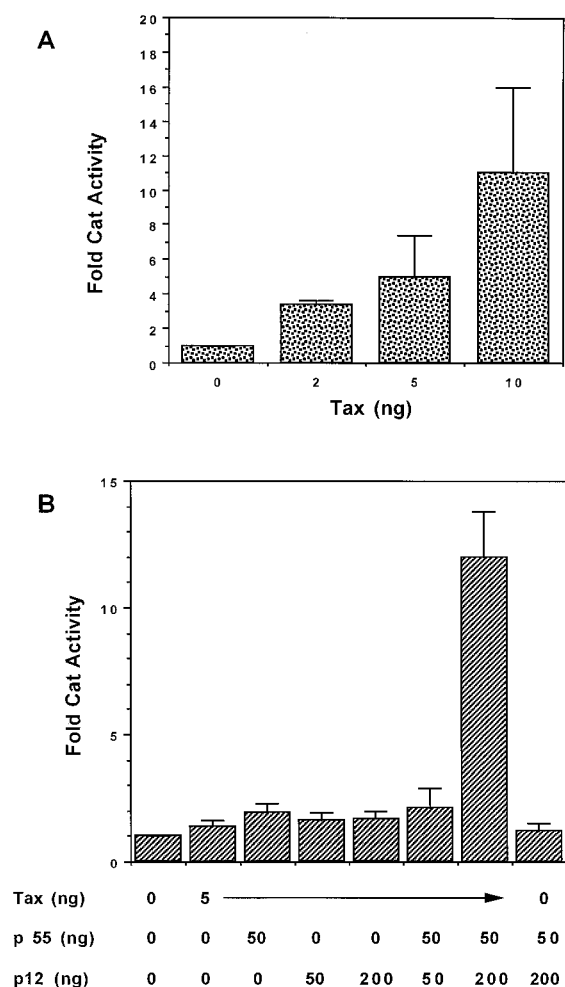 A
20
18
16
14
12
10
8
6
4
2
0
Fold Cat Activity
0 2 5 10
Tax (ng)
B
15
10
5
0
Fold Cat Activity
Tax (ng) 0 5 0
p 55 (ng) 0 0 50 0 0 50 50 50
p12 (ng) 0 0 0 50 200 50 200 200